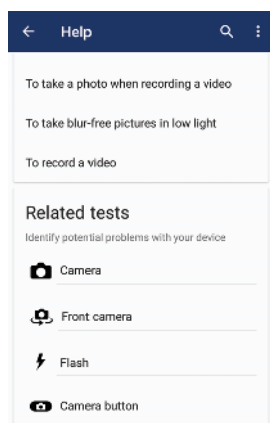 Help
To take a photo when recording a video
To take blur-free pictures in low light
To record a video
Related tests
Identify potential problems with your device
Camera
Front camera
Flash
Camera button